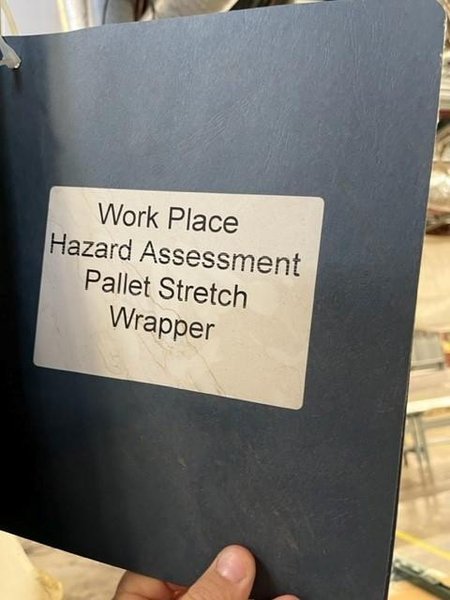 Work Place
Hazard Assessment
Pallet Stretch
Wrapper